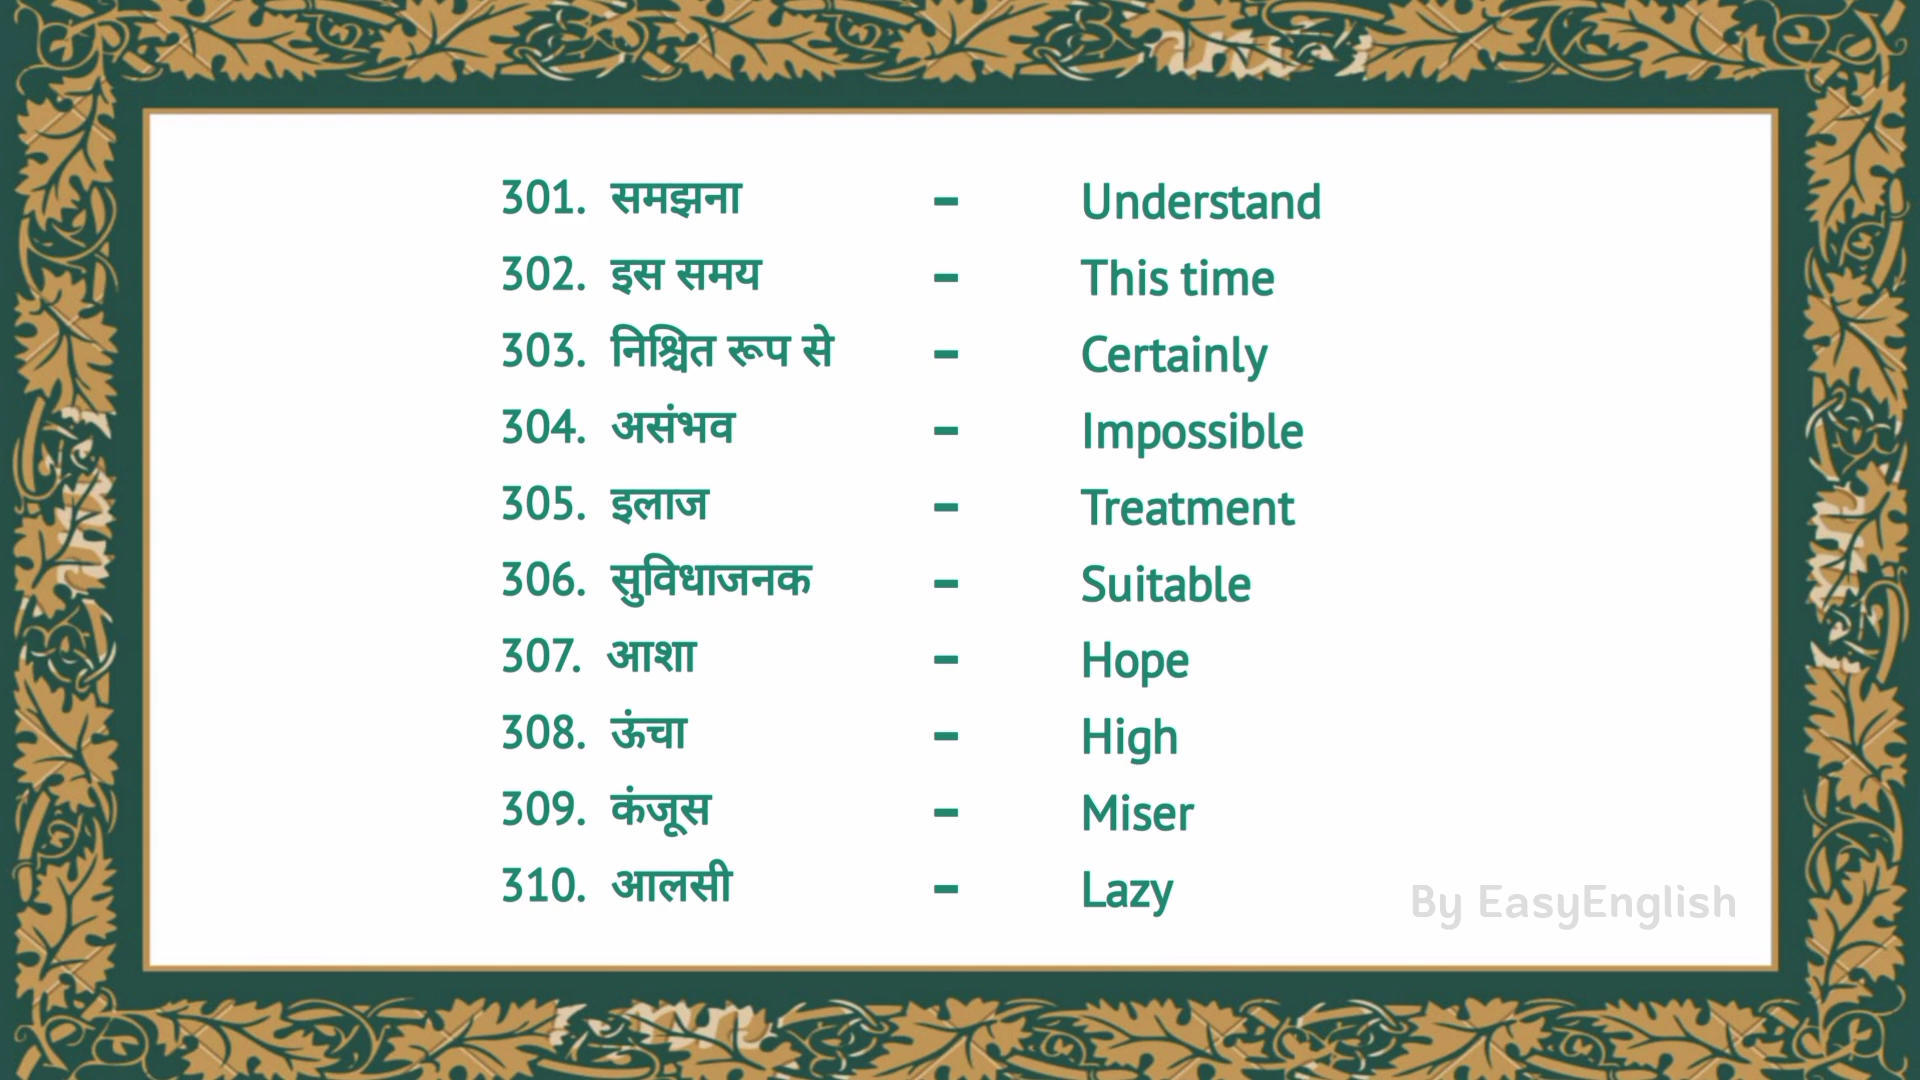 301. समझना - Understand
302. इस समय - This time
303. निश्चित रूप से - Certainly
304. असंभव - Impossible
305. इलाज - Treatment
306. सुविधाजनक - Suitable
307. आशा - Hope
308. ऊंचा - High
309. कंजूस - Miser
310. आलसी - Lazy
By EasyEnglish